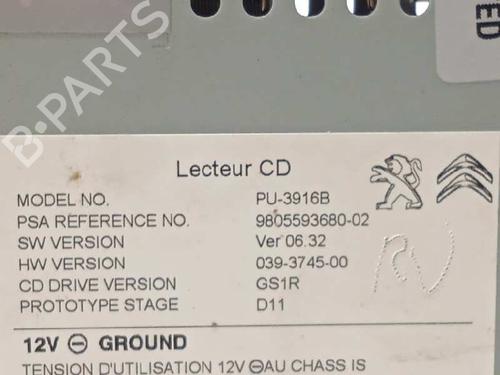 ED
B-PARTS
Lecteur CD
MODEL NO. PU-3916B
PSA REFERENCE NO. 9805593680-02
SW VERSION Ver 06.32
HW VERSION 039-3745-00
CD DRIVE VERSION GS1R
PROTOTYPE STAGE D11
12V ⊖ GROUND
TENSION D'UTILISATION 12V ⊖AU CHASS IS